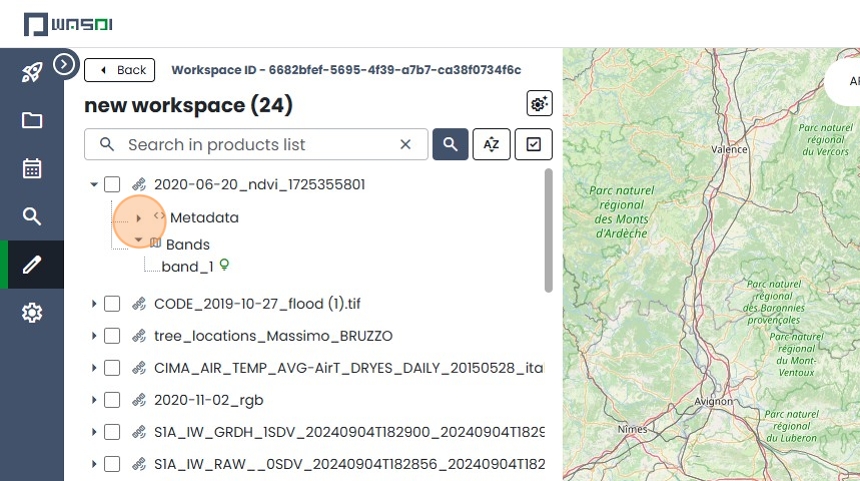 WASDI
Back
Workspace ID - 6682bfef-5695-4f39-a7b7-ca38f0734f6c
new workspace (24)
Search in products list
AZ
2020-06-20_ndvi_1725355801
Metadata
Bands
band_1
CODE_2019-10-27_flood (1).tif
tree_locations_Massimo_BRUZZO
CIMA_AIR_TEMP_AVG-AirT_DRYES_DAILY_20150528_ita
2020-11-02_rgb
S1A_IW_GRDH_1SDV_20240904T182900_20240904T1829
S1A_IW_RAW__0SDV_20240904T182856_20240904T182
Valence
Parc naturel
régional
du Vercors
Parc naturel
régional
des Monts
d'Ardèche
Parc naturel
régional
des Baronnies
provençales
Parc naturel
régional
du Mont-
Ventoux
Avignon
Parc naturel
régional
du Luberon
Nîmes